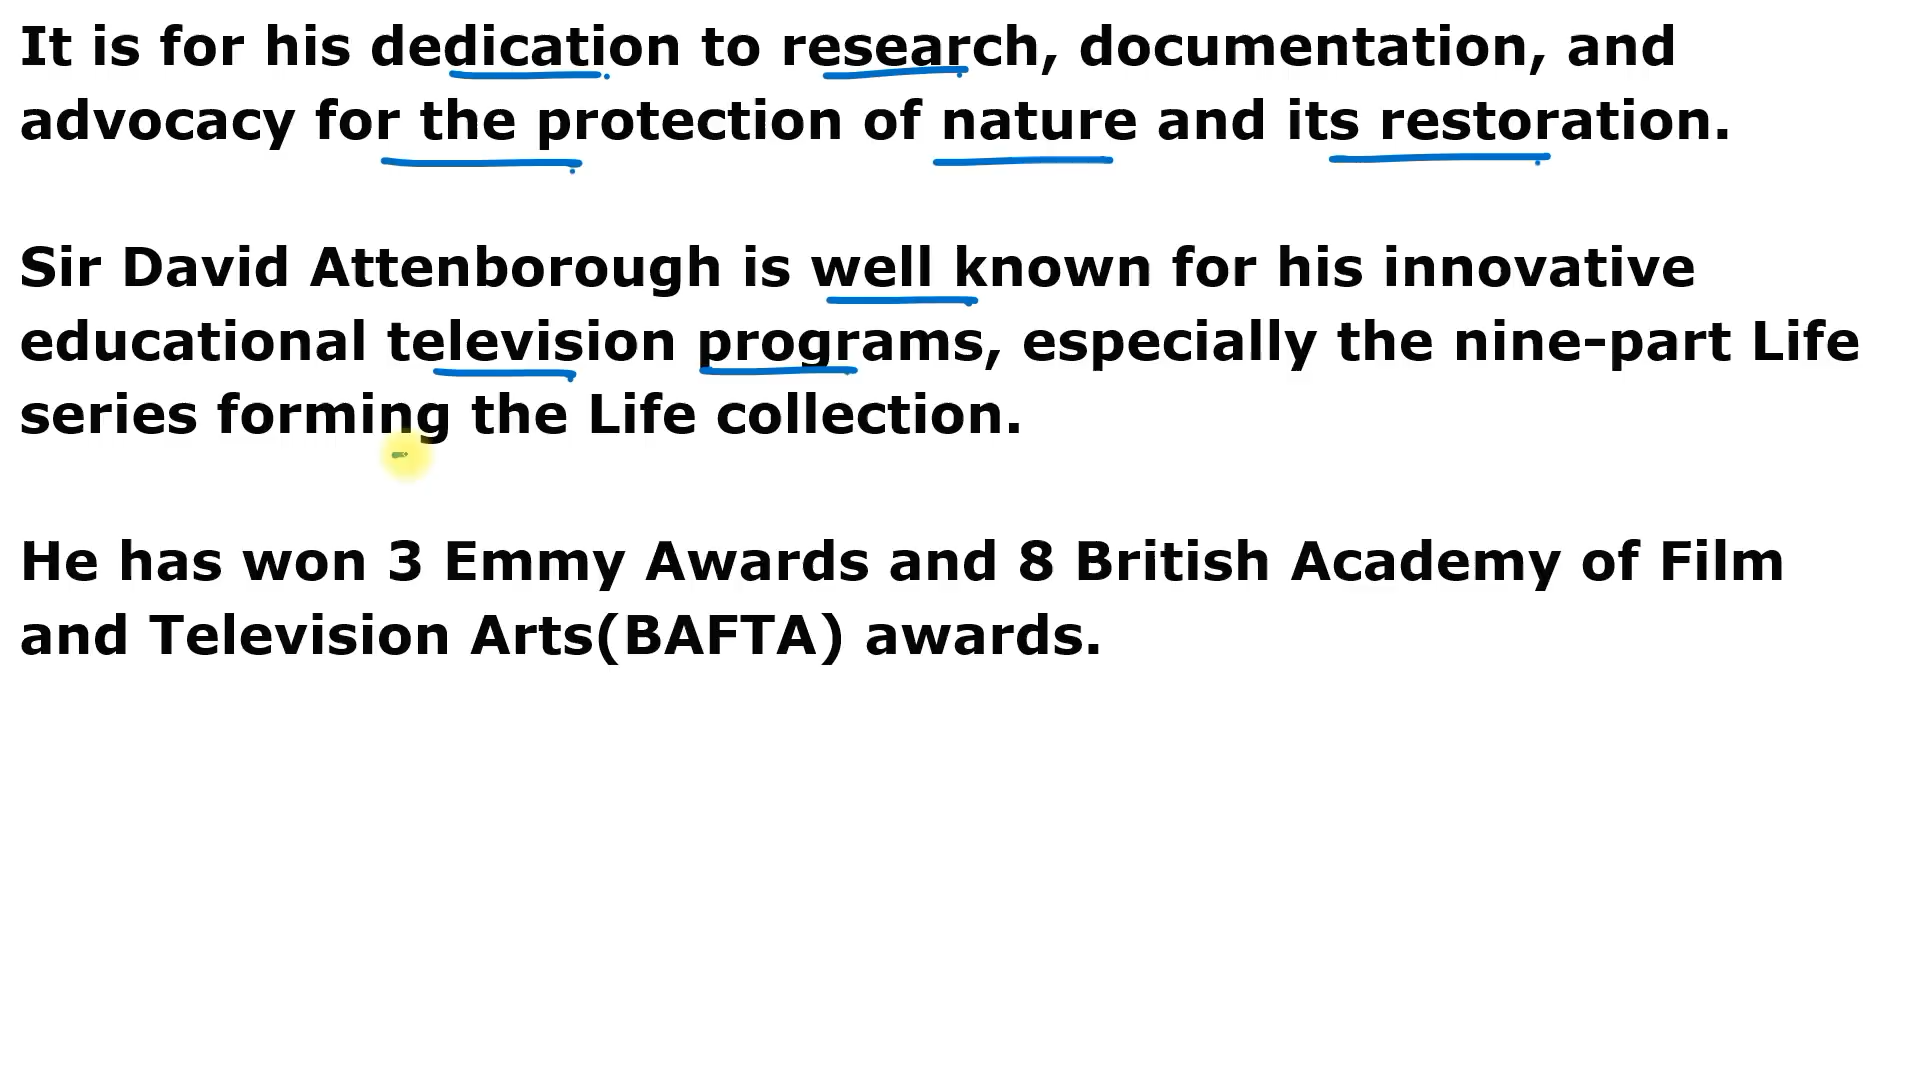 It is for his dedication to research, documentation, and
advocacy for the protection of nature and its restoration.
Sir David Attenborough is well known for his innovative
educational television programs, especially the nine-part Life
series forming the Life collection.
He has won 3 Emmy Awards and 8 British Academy of Film
and Television Arts(BAFTA) awards.